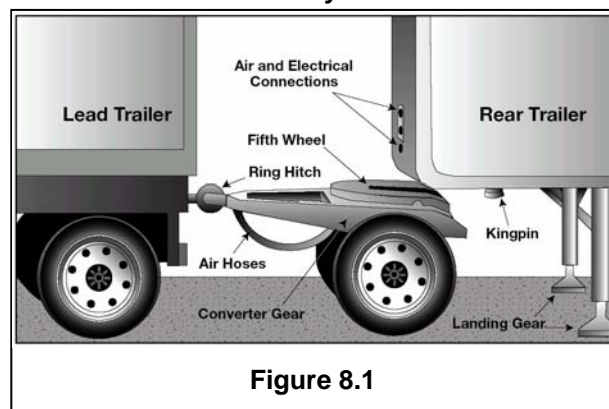 Air and Electrical
Connections
Lead Trailer
Rear Trailer
Fifth Wheel
Ring Hitch
Kingpin
Air Hoses
Converter Gear
Landing Gear
Figure 8.1